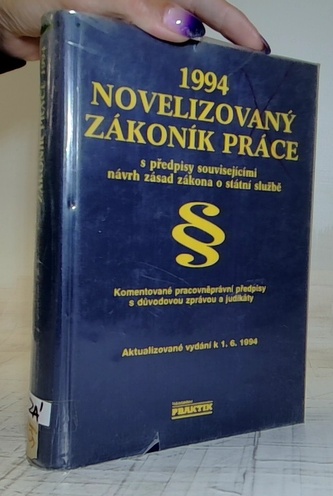 1994
NOVELIZOVANÝ
ZÁKONÍK PRÁCE
s předpisy souvisejícími
návrh zásad zákona o státní službě
§
Komentované pracovněprávní předpisy
s důvodovou zprávou a judikáty
Aktualizované vydání k 1. 6. 1994
PRAKTIK